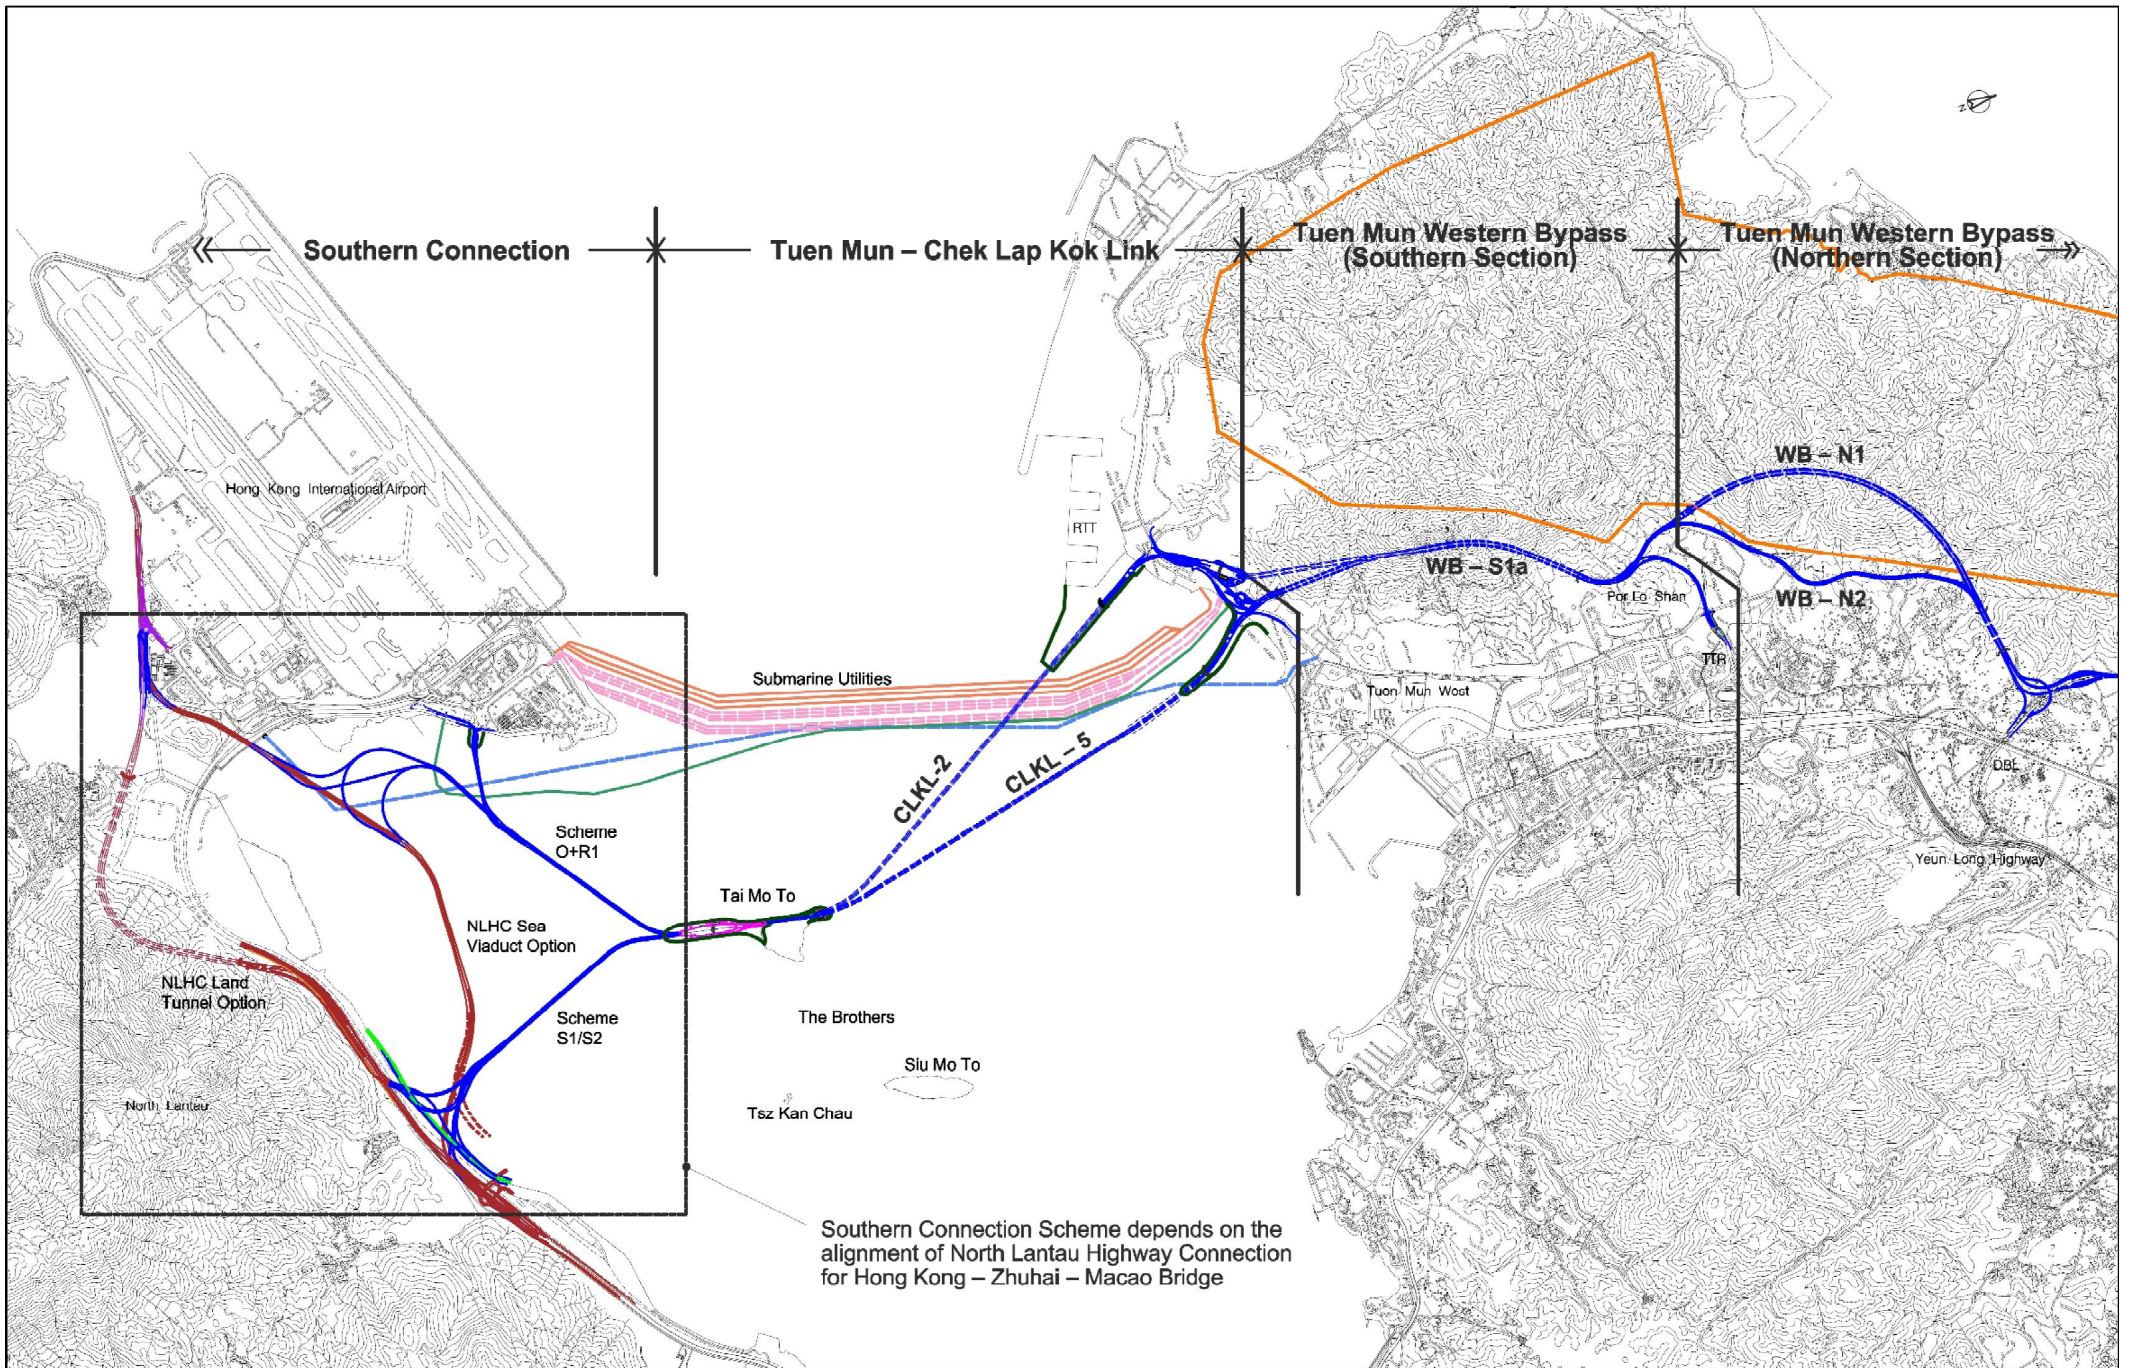 Southern Connection
Tuen Mun – Chek Lap Kok Link
Tuen Mun Western Bypass
(Southern Section)
Tuen Mun Western Bypass
(Northern Section)
WB – N1
Hong Kong International Airport
RTT
WB – S1a
Por Lo Shan
WB – N2
TTR
Submarine Utilities
Tuon Mun West
LTR
CLKL-2
CLKL – 5
DBL
Scheme
O+R1
Yeun Long Highway
Tai Mo To
NLHC Sea
Viaduct Option
NLHC Land
Tunnel Option
The Brothers
Scheme
S1/S2
Siu Mo To
North Lantau
Tsz Kan Chau
Southern Connection Scheme depends on the
alignment of North Lantau Highway Connection
for Hong Kong – Zhuhai – Macao Bridge